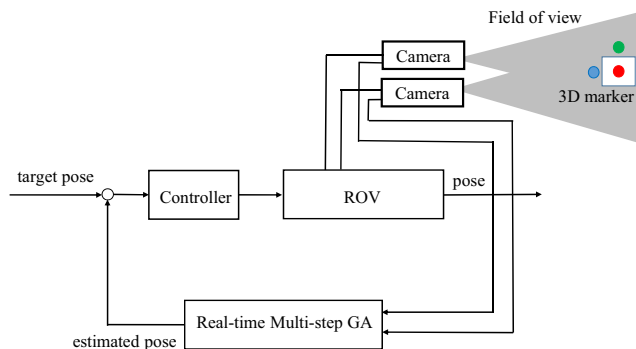 Field of view
Camera
Camera
3D marker
target pose
Controller
ROV
pose
Real-time Multi-step GA
estimated pose